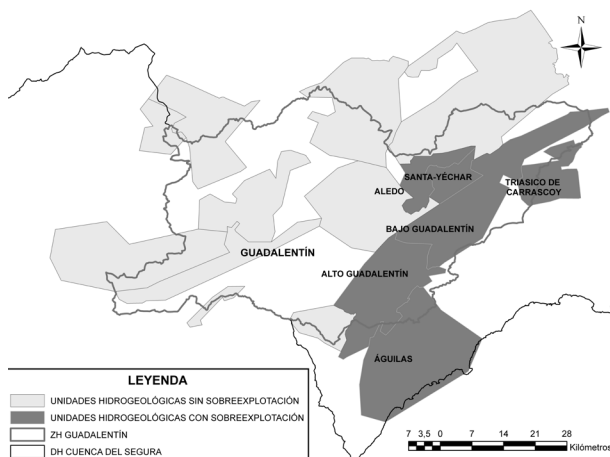 N
SANTA-YÉCHAR
ALEDO
TRIASICO DE
CARRASCOY
BAJO GUADALENTÍN
GUADALENTÍN
ALTO GUADALENTÍN
ÁGUILAS
LEYENDA
UNIDADES HIDROGEOLÓGICAS SIN SOBREEXPLOTACIÓN
UNIDADES HIDROGEOLÓGICAS CON SOBREEXPLOTACIÓN
ZH GUADALENTÍN
DH CUENCA DEL SEGURA
7 3,5 0 7 14 21 28
Kilómetros